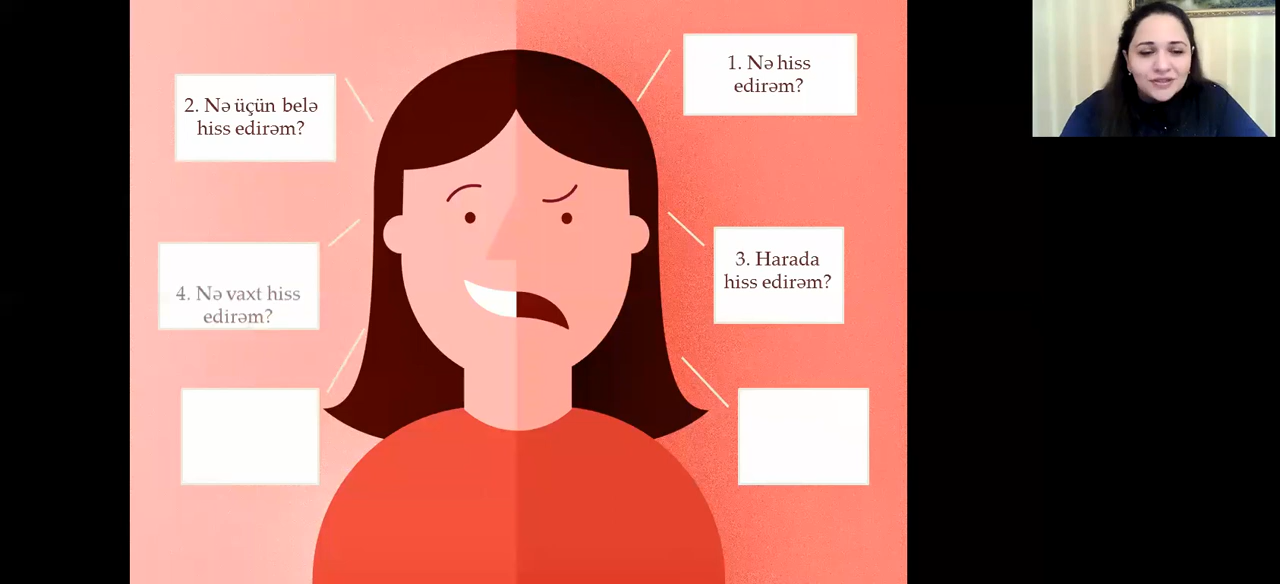 1. Nə hiss
edirəm?
2. Nə üçün belə
hiss edirəm?
3. Harada
hiss edirəm?
4. Nə vaxt hiss
edirəm?